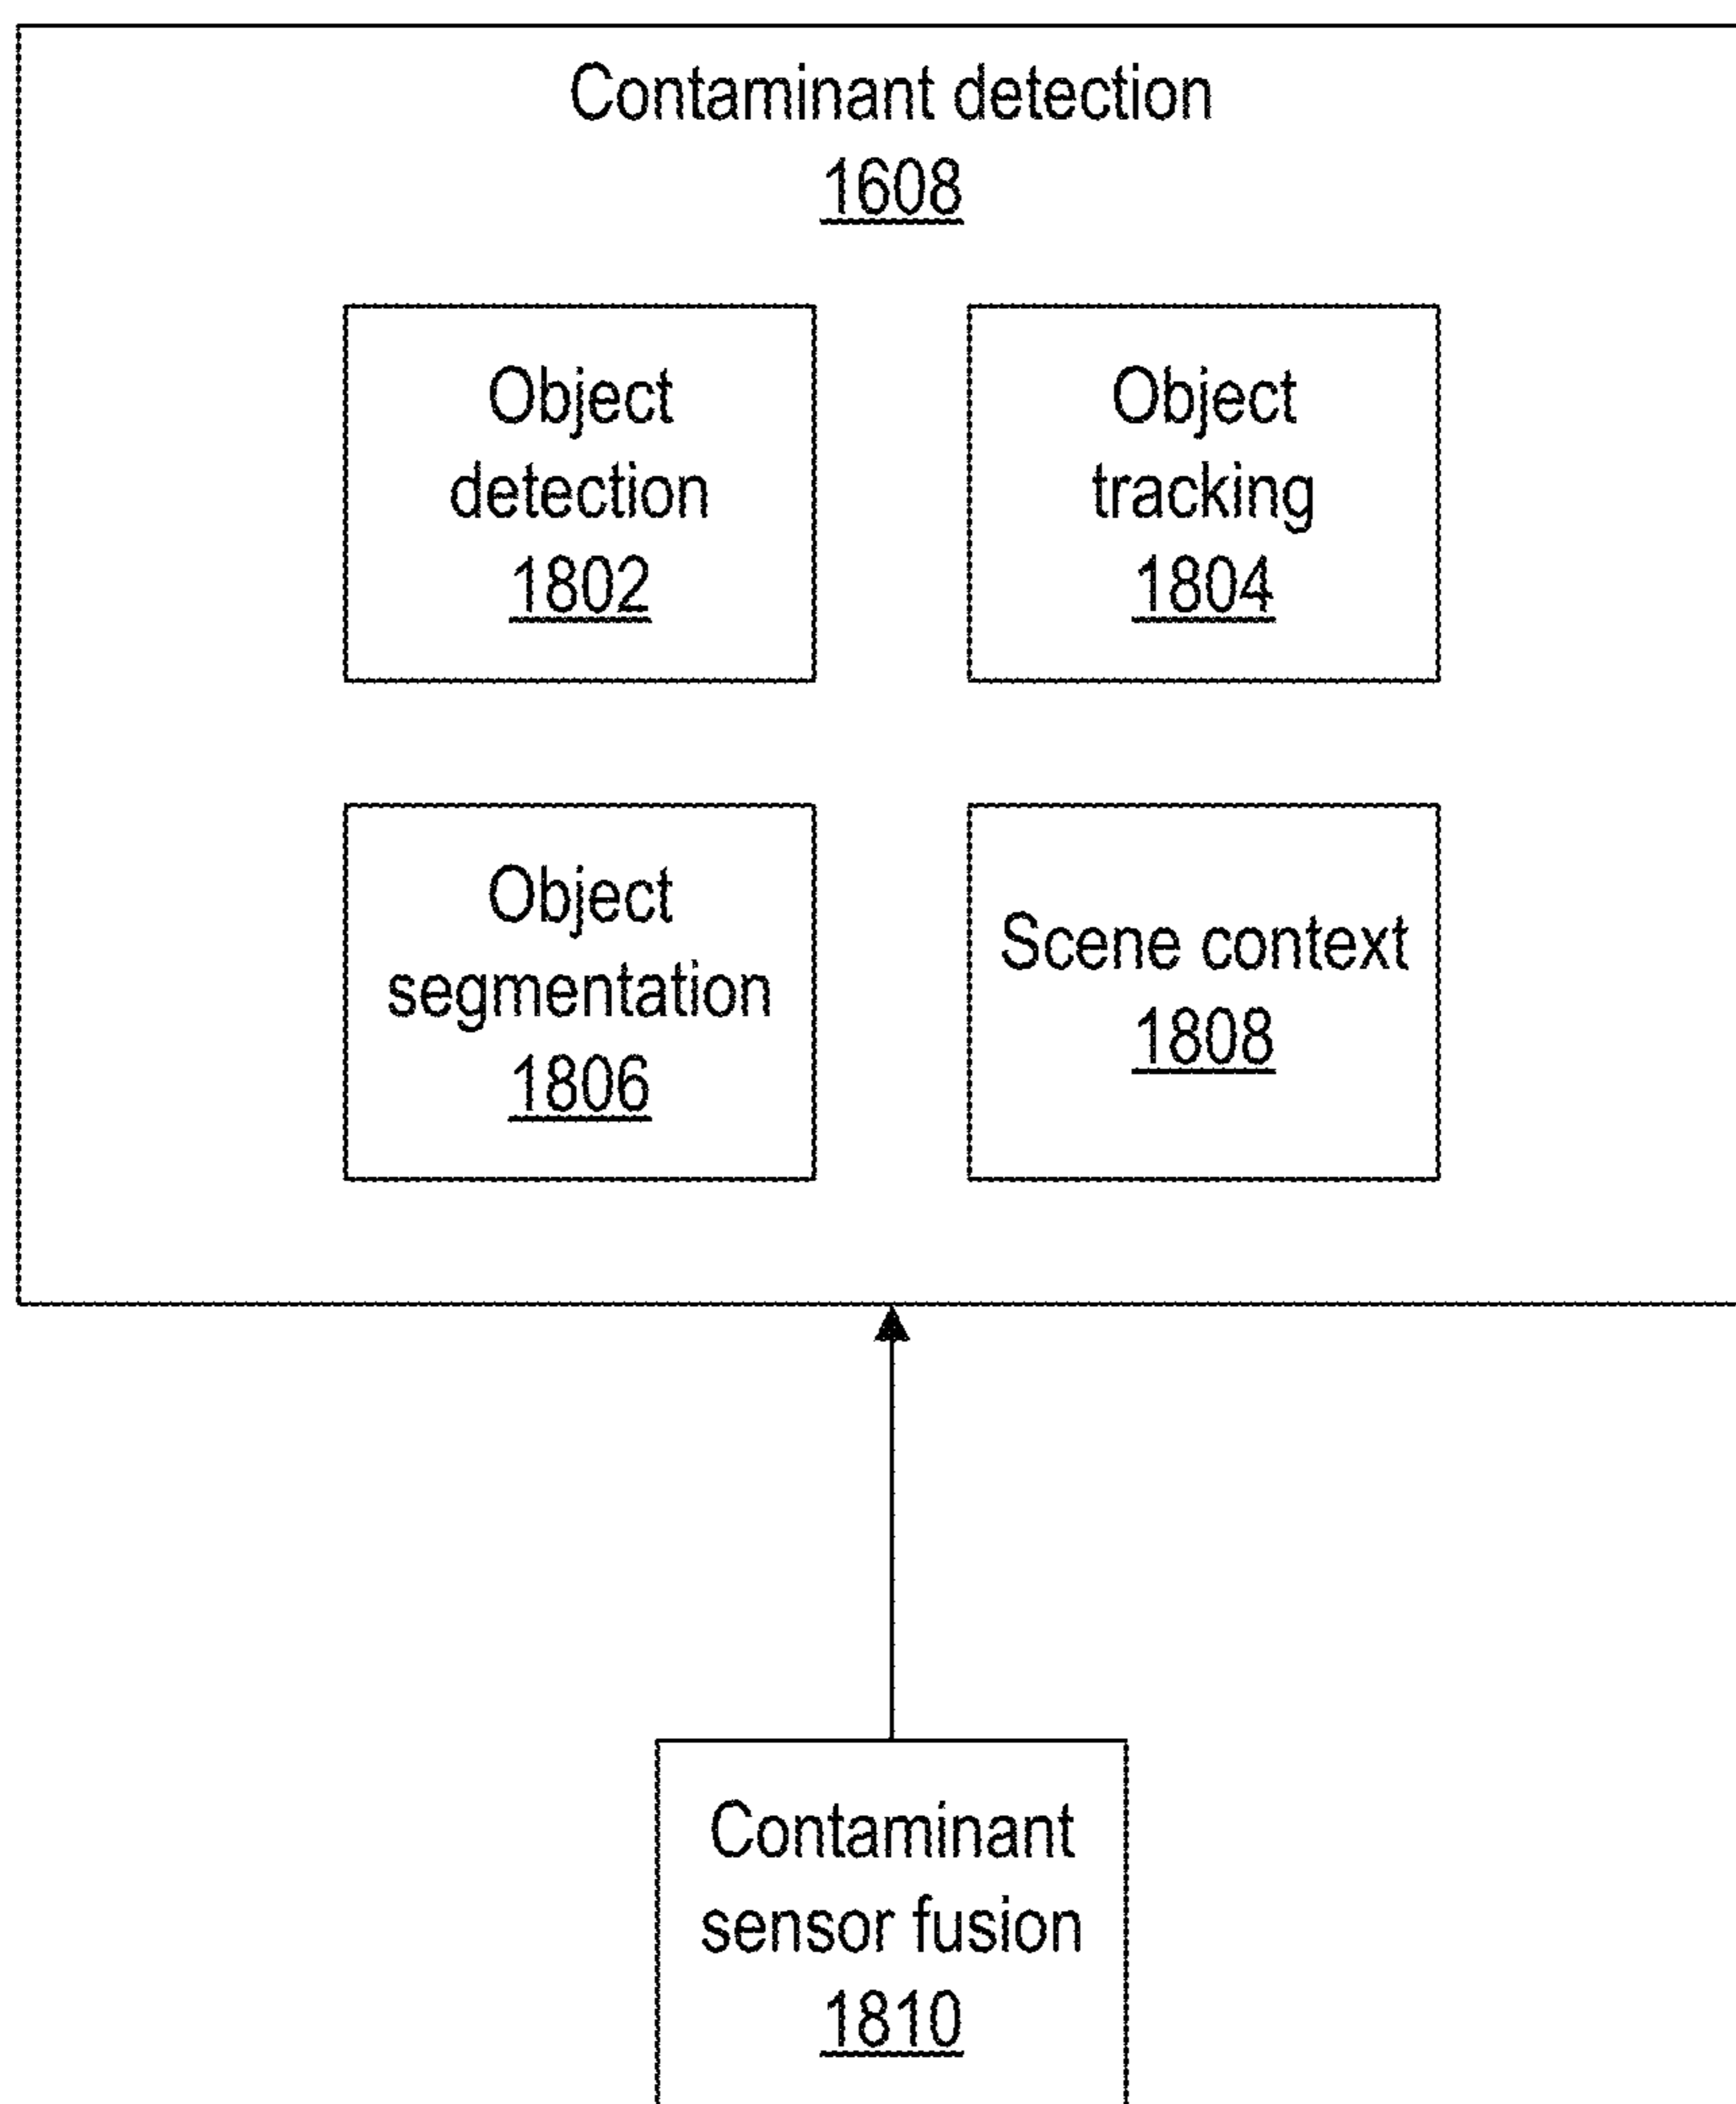 Contaminant detection
1608
Object
detection
1802
Object
tracking
1804
Object
segmentation
1806
Scene context
1808
Contaminant
sensor fusion
1810